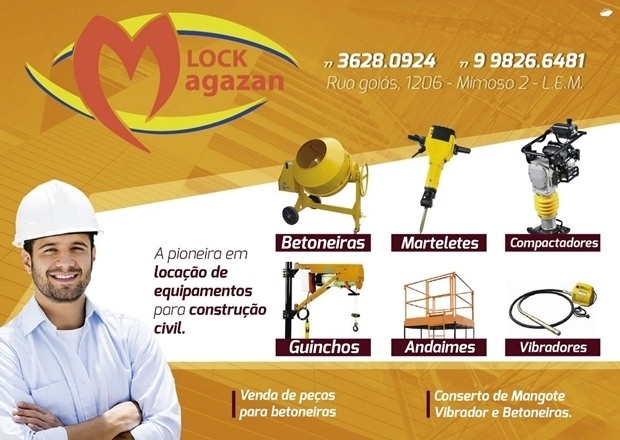 M LOCK
agazan
77 3628.0924 77 9 9826.6481
Rua goiás, 1206 - Mimoso 2 - L.E.M.
Betoneiras
Marteletes
Compactadores
A pioneira em
locação de
equipamentos
para construção
civil.
Guinchos
Andaimes
Vibradores
Venda de peças
para betoneiras
Conserto de Mangote
Vibrador e Betoneiras.